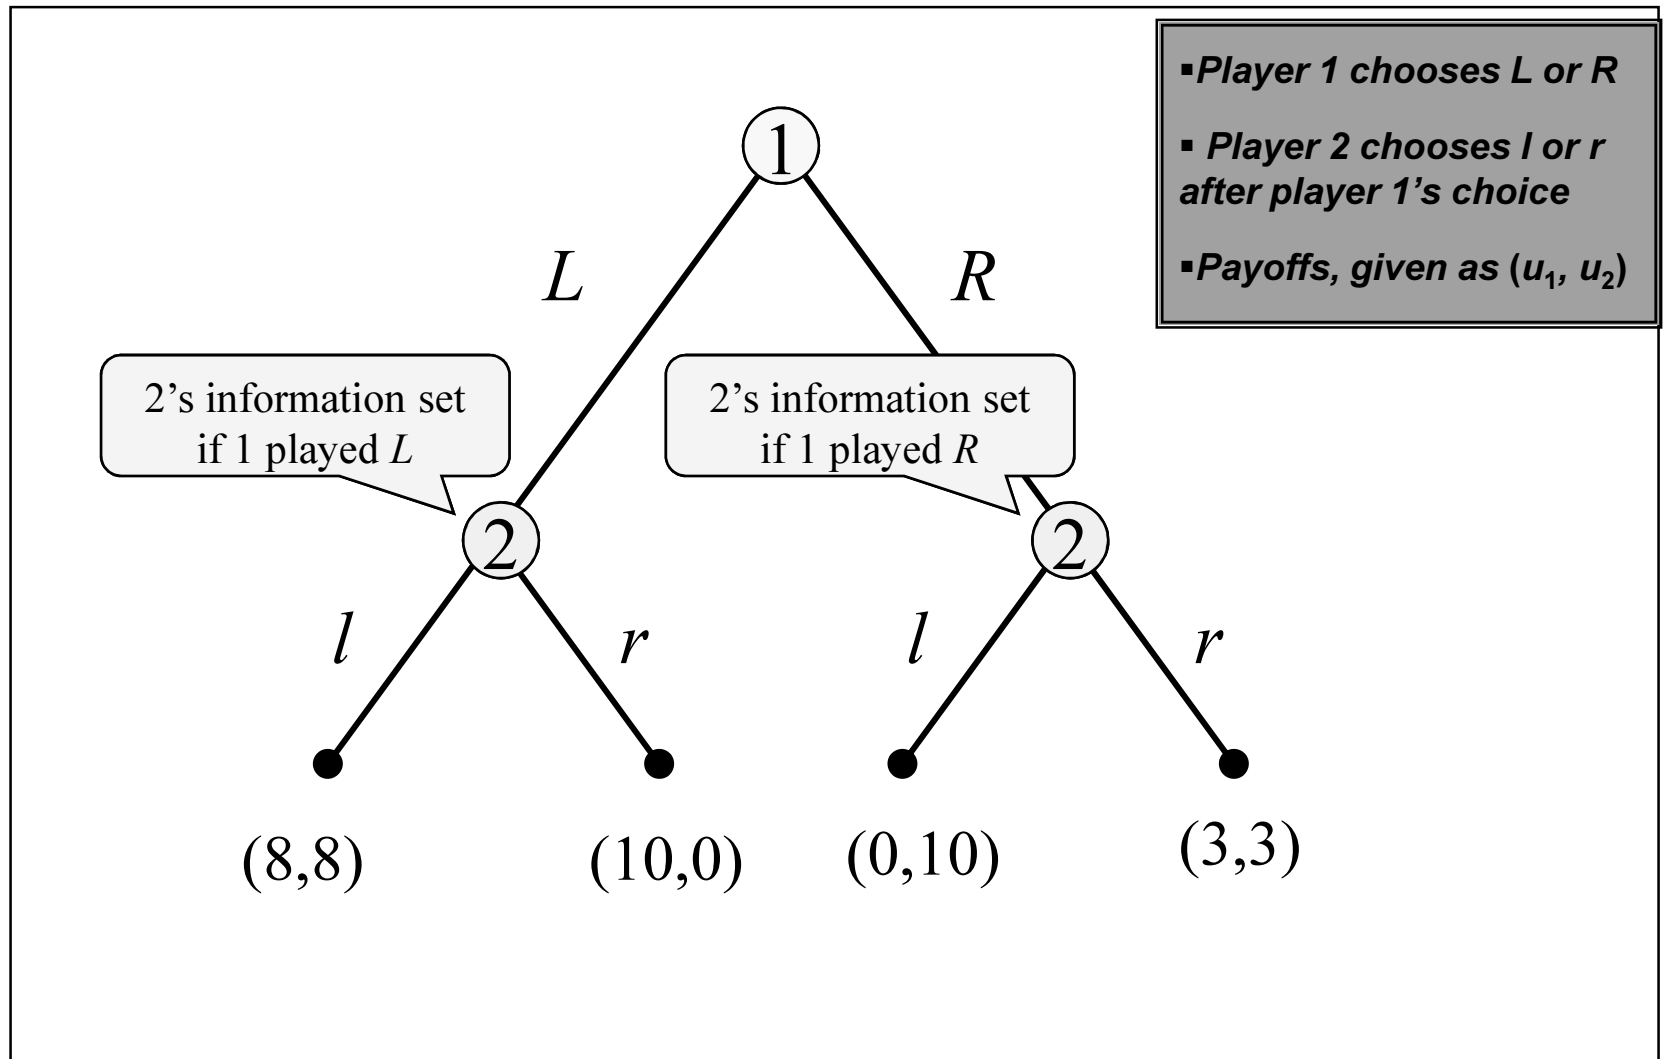 ▪Player 1 chooses L or R
▪ Player 2 chooses l or r
after player 1’s choice
▪Payoffs, given as (u₁, u₂)
1
L
R
2’s information set
if 1 played L
2’s information set
if 1 played R
2
2
l
r
l
r
(8,8)
(10,0)
(0,10)
(3,3)